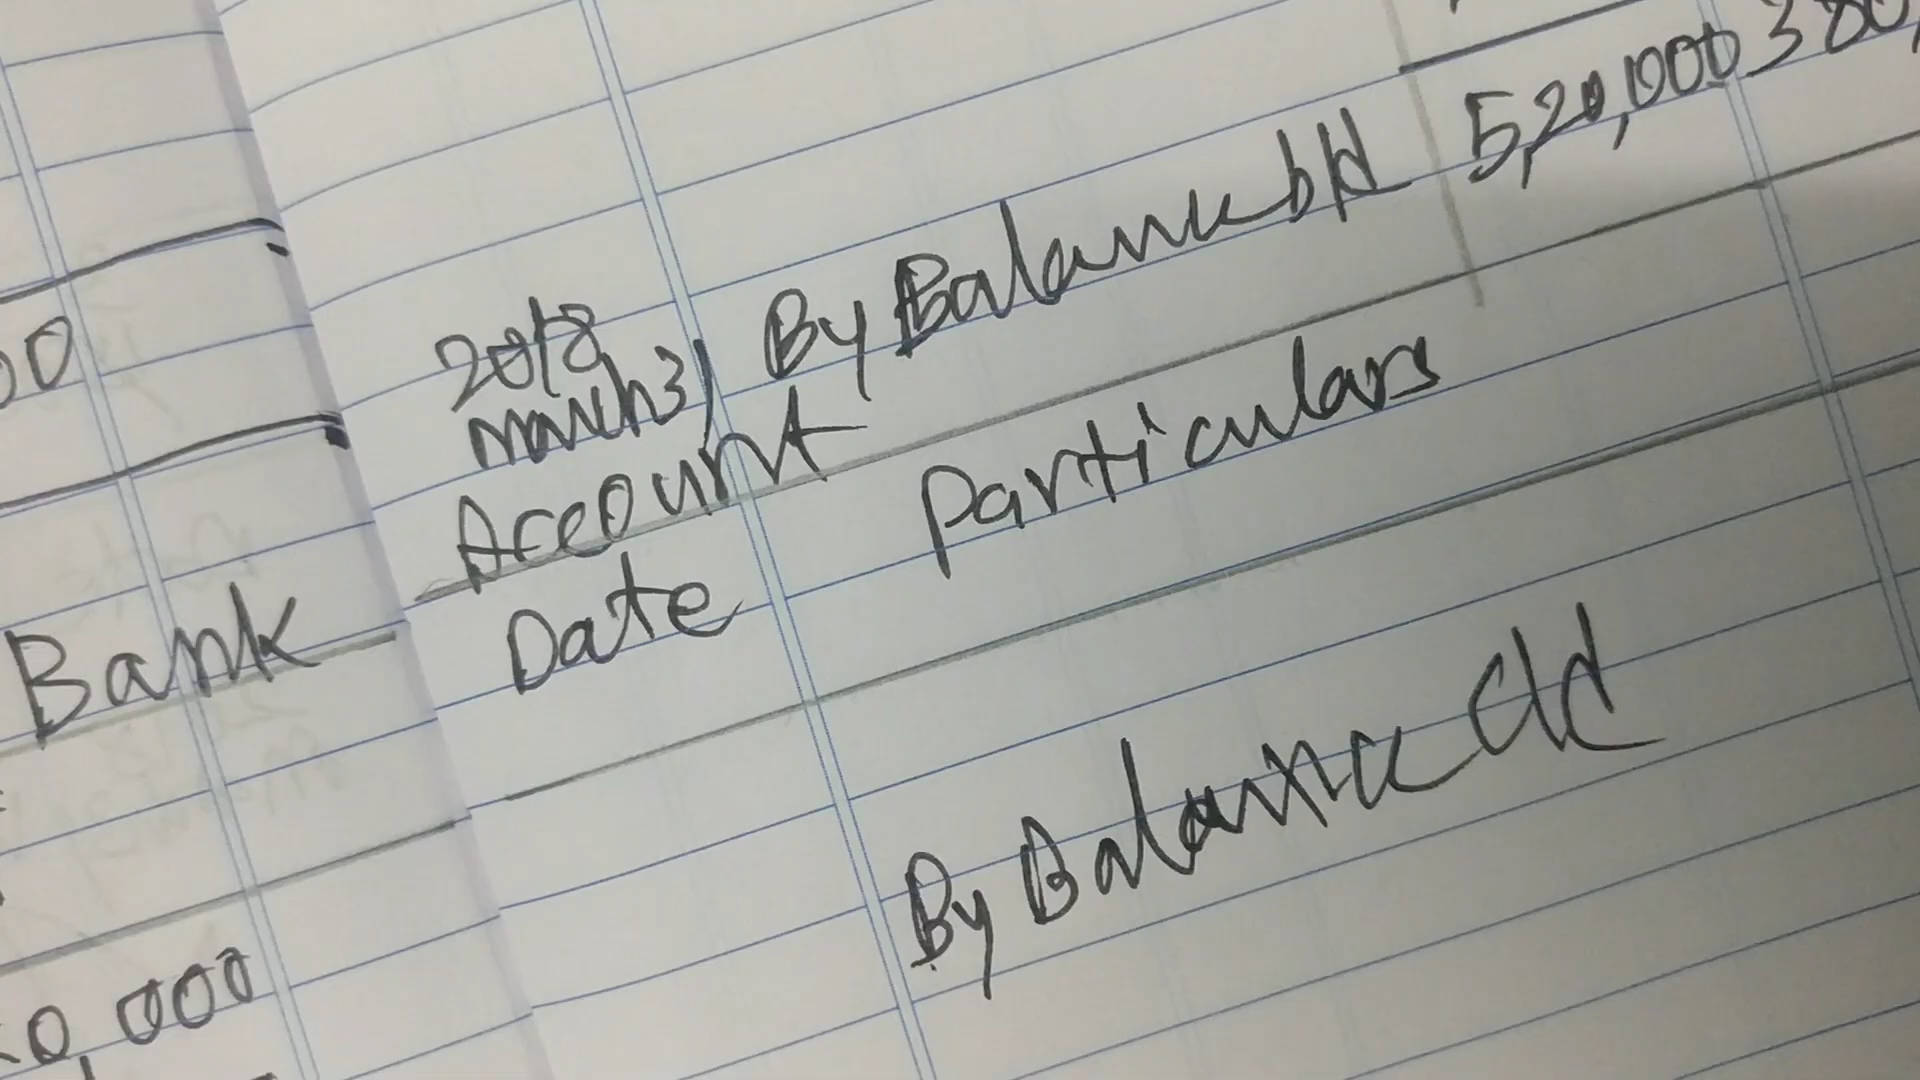 By Balance b/d 5,20,000 380,
2018
march 31
00
Bank Account
Date Particulars
By Balance c/d
0,000